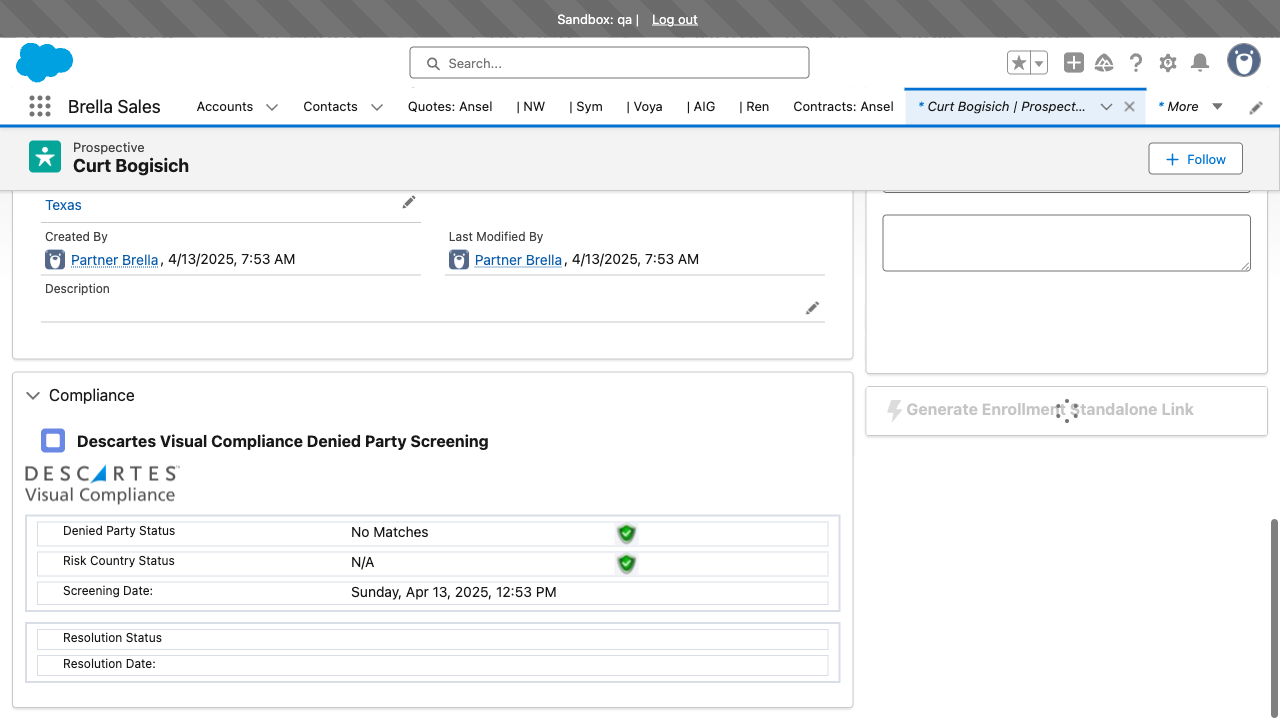 Sandbox: qa | Log out
Search...
Brella Sales
Accounts
Contacts
Quotes: Ansel
| NW
| Sym
| Voya
| AIG
| Ren
Contracts: Ansel
* Curt Bogisich | Prospect...
* More
Prospective
Curt Bogisich
Follow
Texas
Created By
Last Modified By
Partner Brella, 4/13/2025, 7:53 AM
Partner Brella, 4/13/2025, 7:53 AM
Description
Compliance
Generate Enrollment Standalone Link
Descartes Visual Compliance Denied Party Screening
DESCARTES™
Visual Compliance
Denied Party Status No Matches
Risk Country Status N/A
Screening Date: Sunday, Apr 13, 2025, 12:53 PM
Resolution Status
Resolution Date: